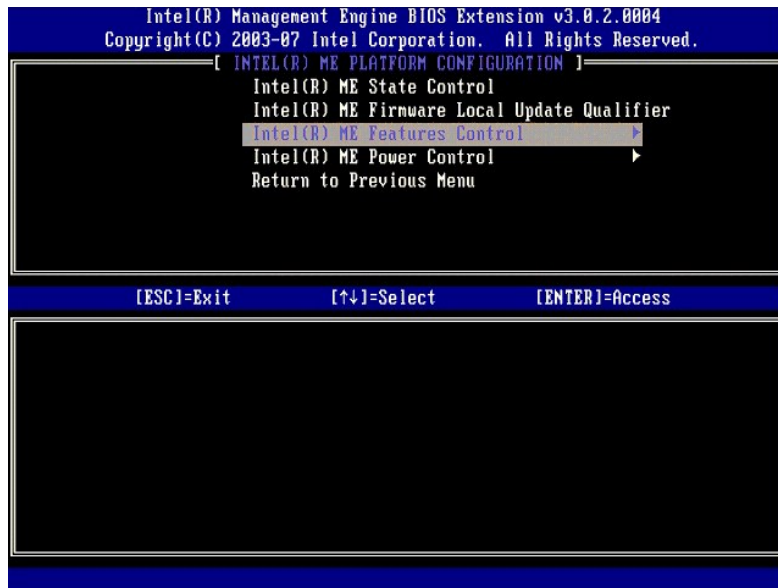 Intel(R) Management Engine BIOS Extension v3.0.2.0004
Copyright(C) 2003-07 Intel Corporation. All Rights Reserved.
[ INTEL(R) ME PLATFORM CONFIGURATION ]
Intel(R) ME State Control
Intel(R) ME Firmware Local Update Qualifier
Intel(R) ME Features Control ►
Intel(R) ME Power Control ►
Return to Previous Menu
[ESC]=Exit [↑↓]=Select [ENTER]=Access